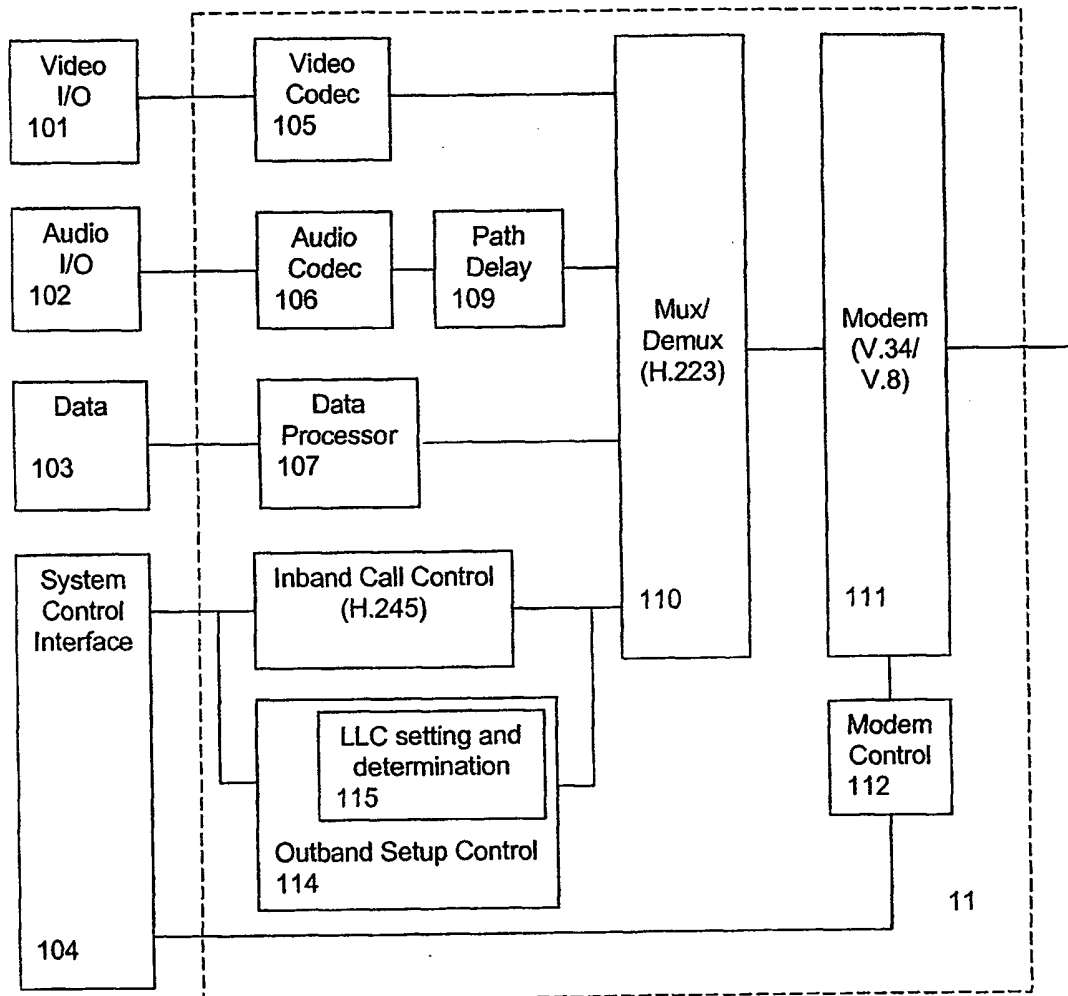 Video
I/O
101
Video
Codec
105
Audio
I/O
102
Audio
Codec
106
Path
Delay
109
Data
103
Data
Processor
107
Mux/
Demux
(H.223)
110
Modem
(V.34/
V.8)
111
System
Control
Interface
104
Inband Call Control
(H.245)
LLC setting and
determination
115
Outband Setup Control
114
Modem
Control
112
11